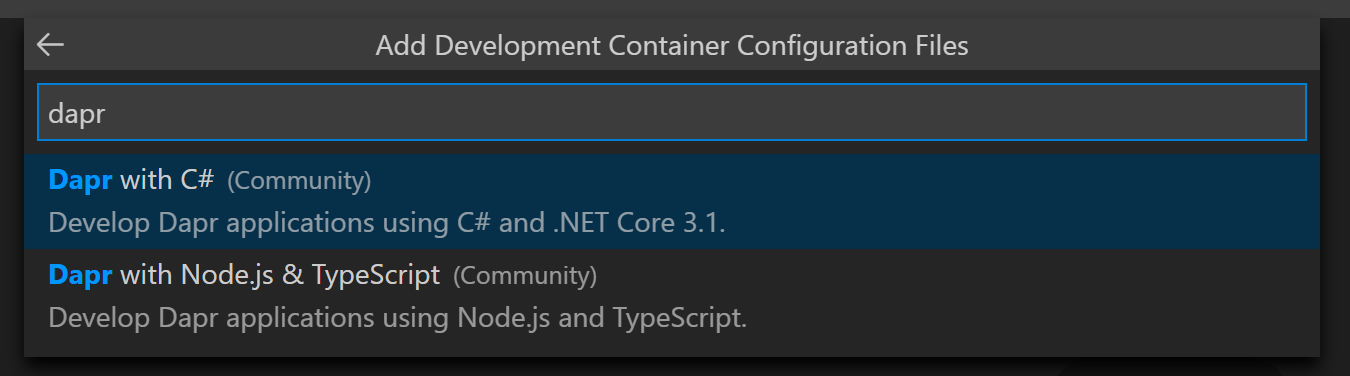 Add Development Container Configuration Files
dapr
Dapr with C# (Community)
Develop Dapr applications using C# and .NET Core 3.1.
Dapr with Node.js & TypeScript (Community)
Develop Dapr applications using Node.js and TypeScript.